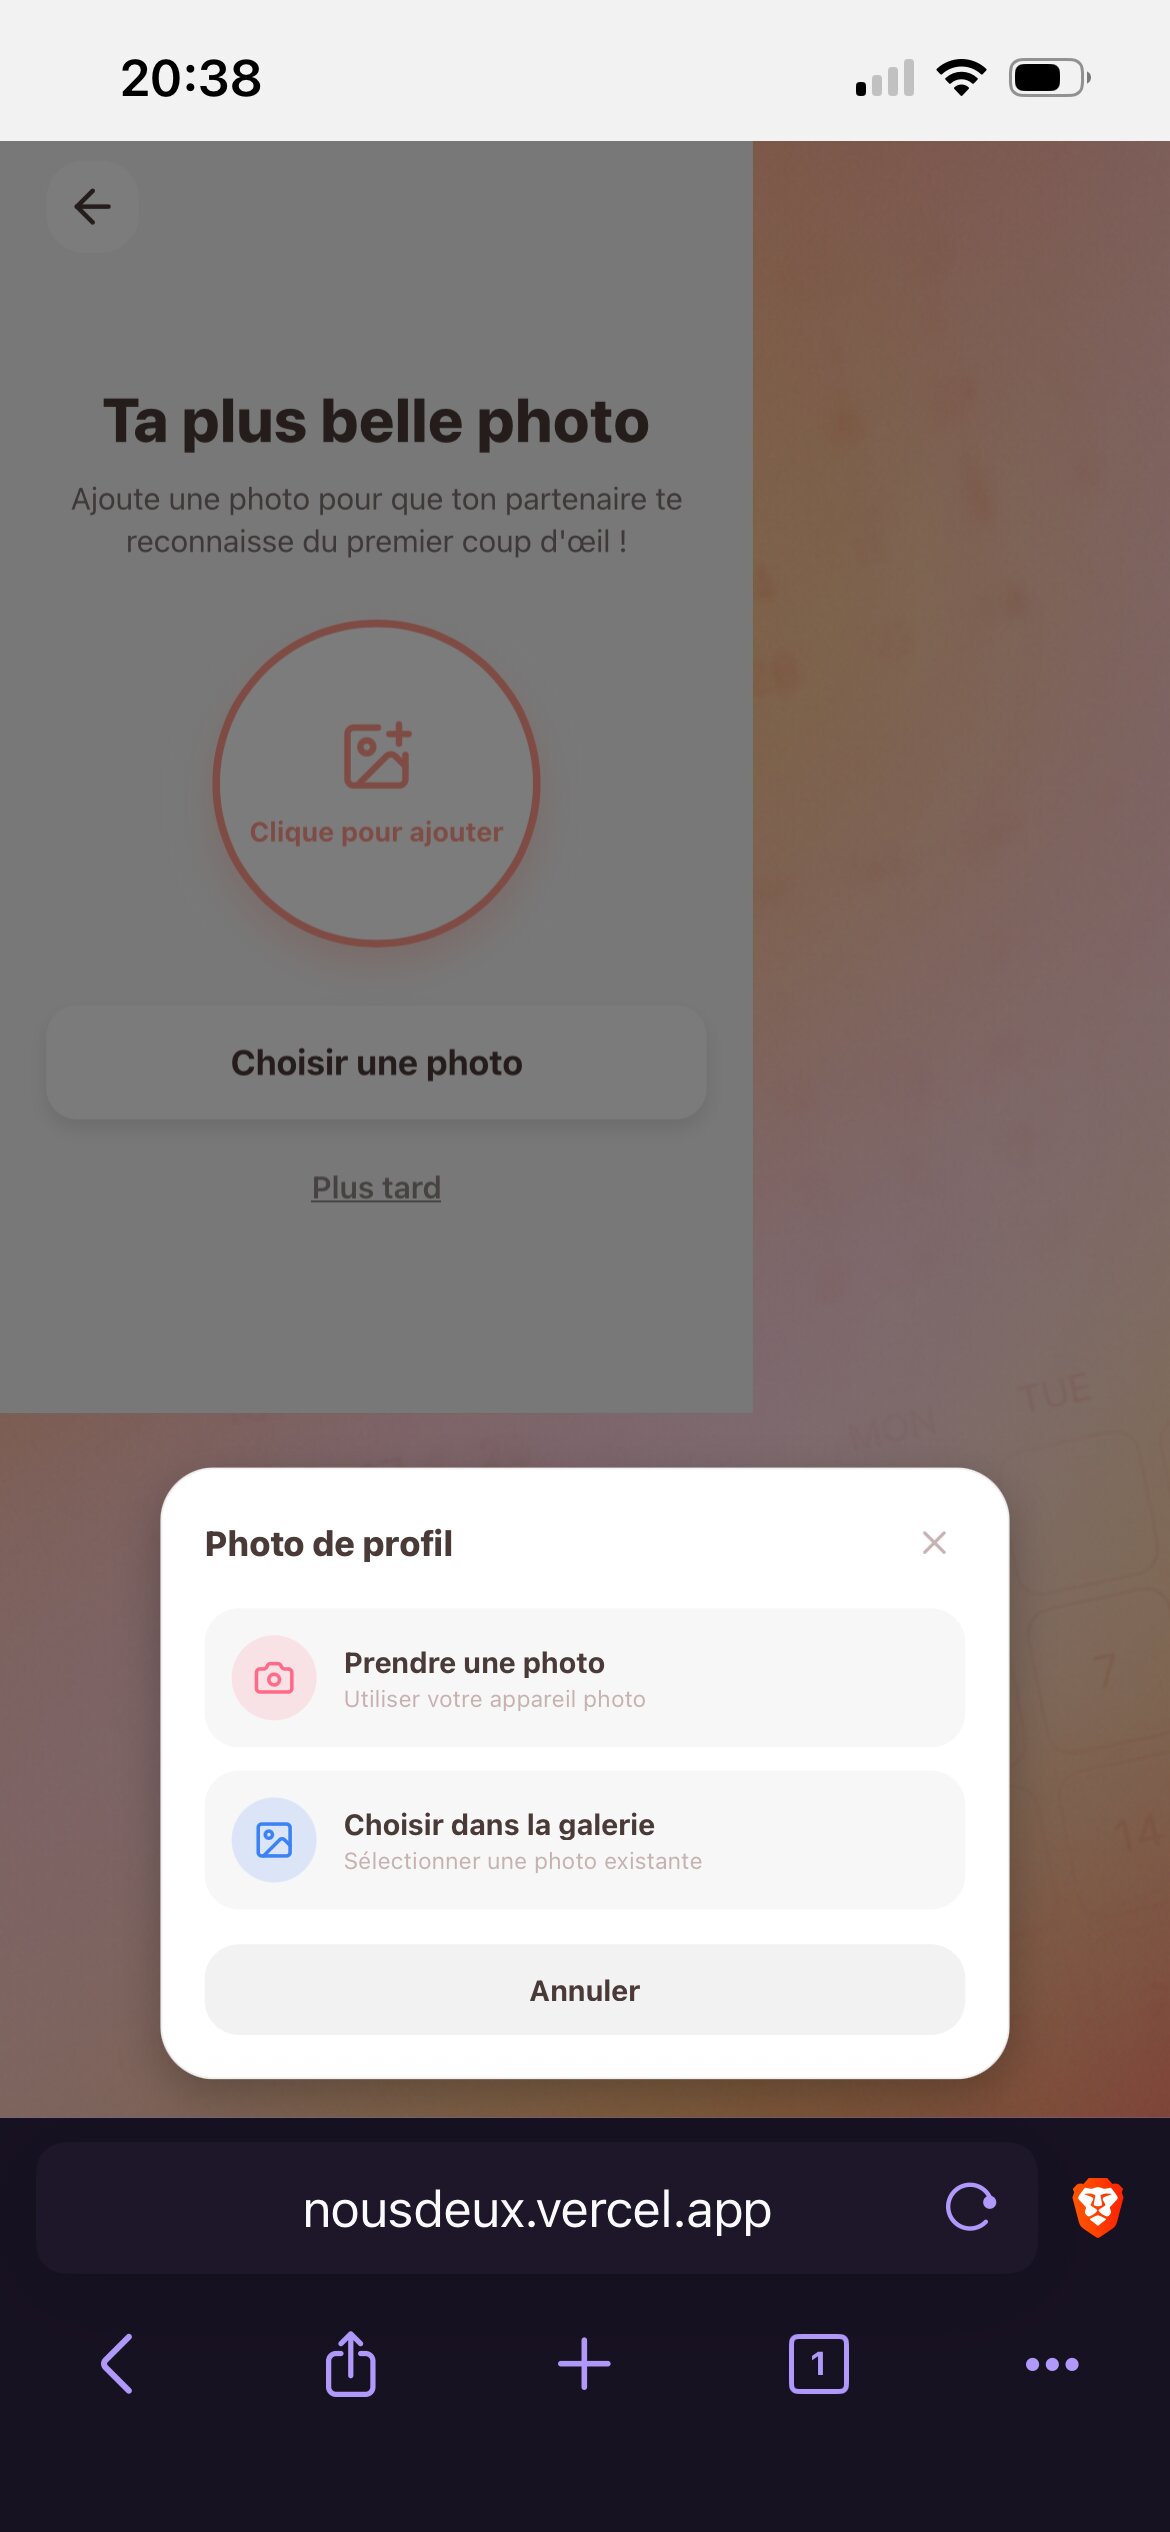 20:38
Ta plus belle photo
Ajoute une photo pour que ton partenaire te
reconnaisse du premier coup d'œil !
Clique pour ajouter
Choisir une photo
Plus tard
MON
TUE
7
14
Photo de profil
Prendre une photo
Utiliser votre appareil photo
Choisir dans la galerie
Sélectionner une photo existante
Annuler
nousdeux.vercel.app
1